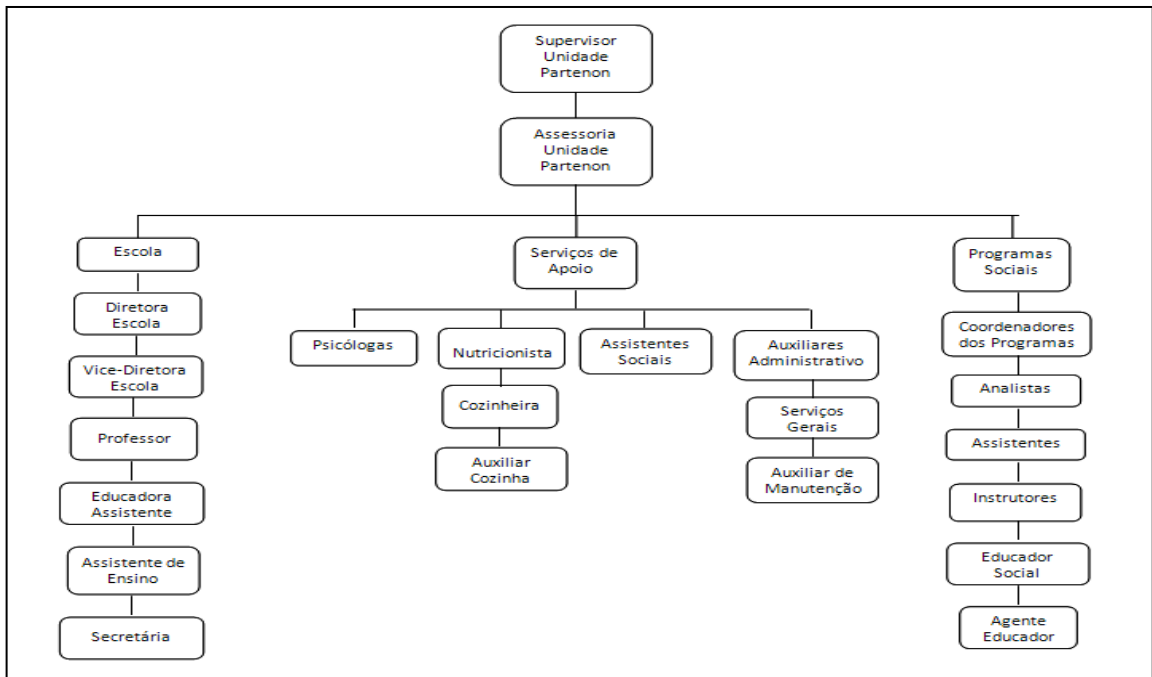 Supervisor
Unidade
Partenon
Assessoria
Unidade
Partenon
Escola
Diretora
Escola
Vice-Diretora
Escola
Professor
Educadora
Assistente
Assistente de
Ensino
Secretária
Serviços de
Apoio
Psicólogas
Nutricionista
Cozinheira
Auxiliar
Cozinha
Assistentes
Sociais
Auxiliares
Administrativo
Serviços
Gerais
Auxiliar de
Manutenção
Programas
Sociais
Coordenadores
dos Programas
Analistas
Assistentes
Instrutores
Educador
Social
Agente
Educador